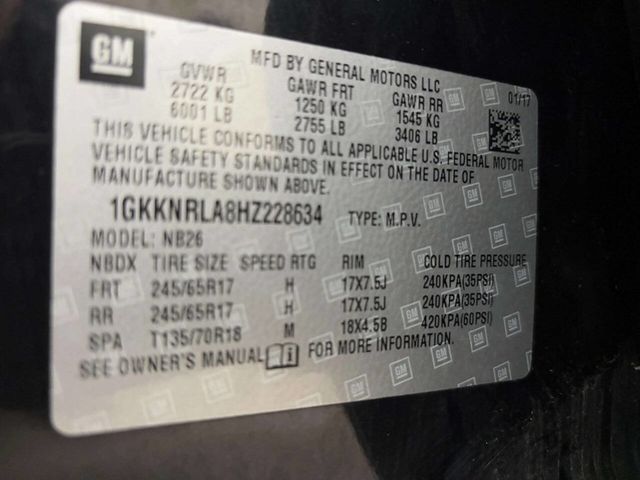 GM
MFD BY GENERAL MOTORS LLC
01/17
GVWR GAWR FRT GAWR RR
2722 KG 1250 KG 1545 KG
6001 LB 2755 LB 3406 LB
THIS VEHICLE CONFORMS TO ALL APPLICABLE U.S. FEDERAL MOTOR
VEHICLE SAFETY STANDARDS IN EFFECT ON THE DATE OF
MANUFACTURE SHOWN ABOVE.
1GKKNRLA8HZ228634 TYPE: M.P.V.
MODEL: NB26
NBDX TIRE SIZE SPEED RTG RIM COLD TIRE PRESSURE
FRT 245/65R17 H 17X7.5J 240KPA(35PSI)
RR 245/65R17 H 17X7.5J 240KPA(35PSI)
SPA T135/70R18 M 18X4.5B 420KPA(60PSI)
SEE OWNER'S MANUAL FOR MORE INFORMATION.